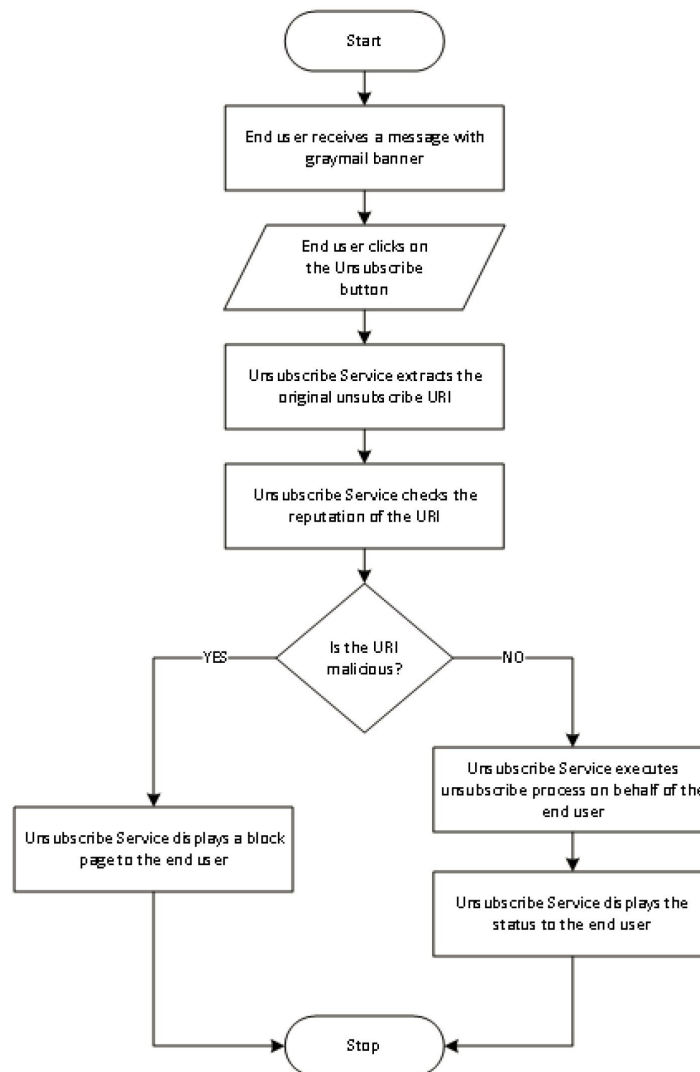 Start
End user receives a message with
graymail banner
End user clicks on
the Unsubscribe
button
Unsubscribe Service extracts the
original unsubscribe URI
Unsubscribe Service checks the
reputation of the URI
Is the URI
malicious?
YES
NO
Unsubscribe Service executes
unsubscribe process on behalf of the
end user
Unsubscribe Service displays a block
page to the end user
Unsubscribe Service displays the
status to the end user
Stop